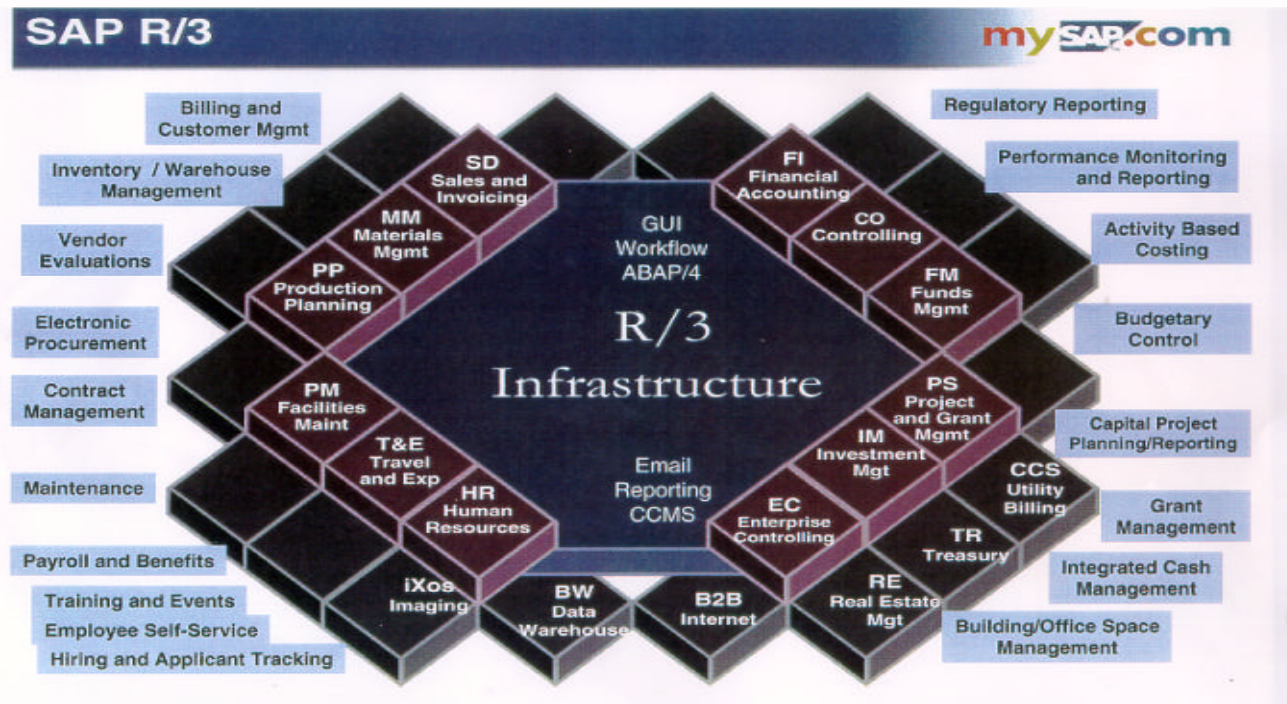 SAP R/3
mySAP.com
Billing and
Customer Mgmt
Inventory / Warehouse
Management
Vendor
Evaluations
Electronic
Procurement
Contract
Management
Maintenance
Payroll and Benefits
Training and Events
Employee Self-Service
Hiring and Applicant Tracking
SD
Sales and
Invoicing
MM
Materials
Mgmt
PP
Production
Planning
PM
Facilities
Maint
T&E
Travel
and Exp
HR
Human
Resources
GUI
Workflow
ABAP/4
R/3
Infrastructure
Email
Reporting
CCMS
FI
Financial
Accounting
CO
Controlling
FM
Funds
Mgmt
PS
Project
and Grant
Mgmt
IM
Investment
Mgt
EC
Enterprise
Controlling
CCS
Utility
Billing
TR
Treasury
RE
Real Estate
Mgt
B2B
Internet
BW
Data
Warehouse
iXos
Imaging
Regulatory Reporting
Performance Monitoring
and Reporting
Activity Based
Costing
Budgetary
Control
Capital Project
Planning/Reporting
Grant
Management
Integrated Cash
Management
Building/Office Space
Management